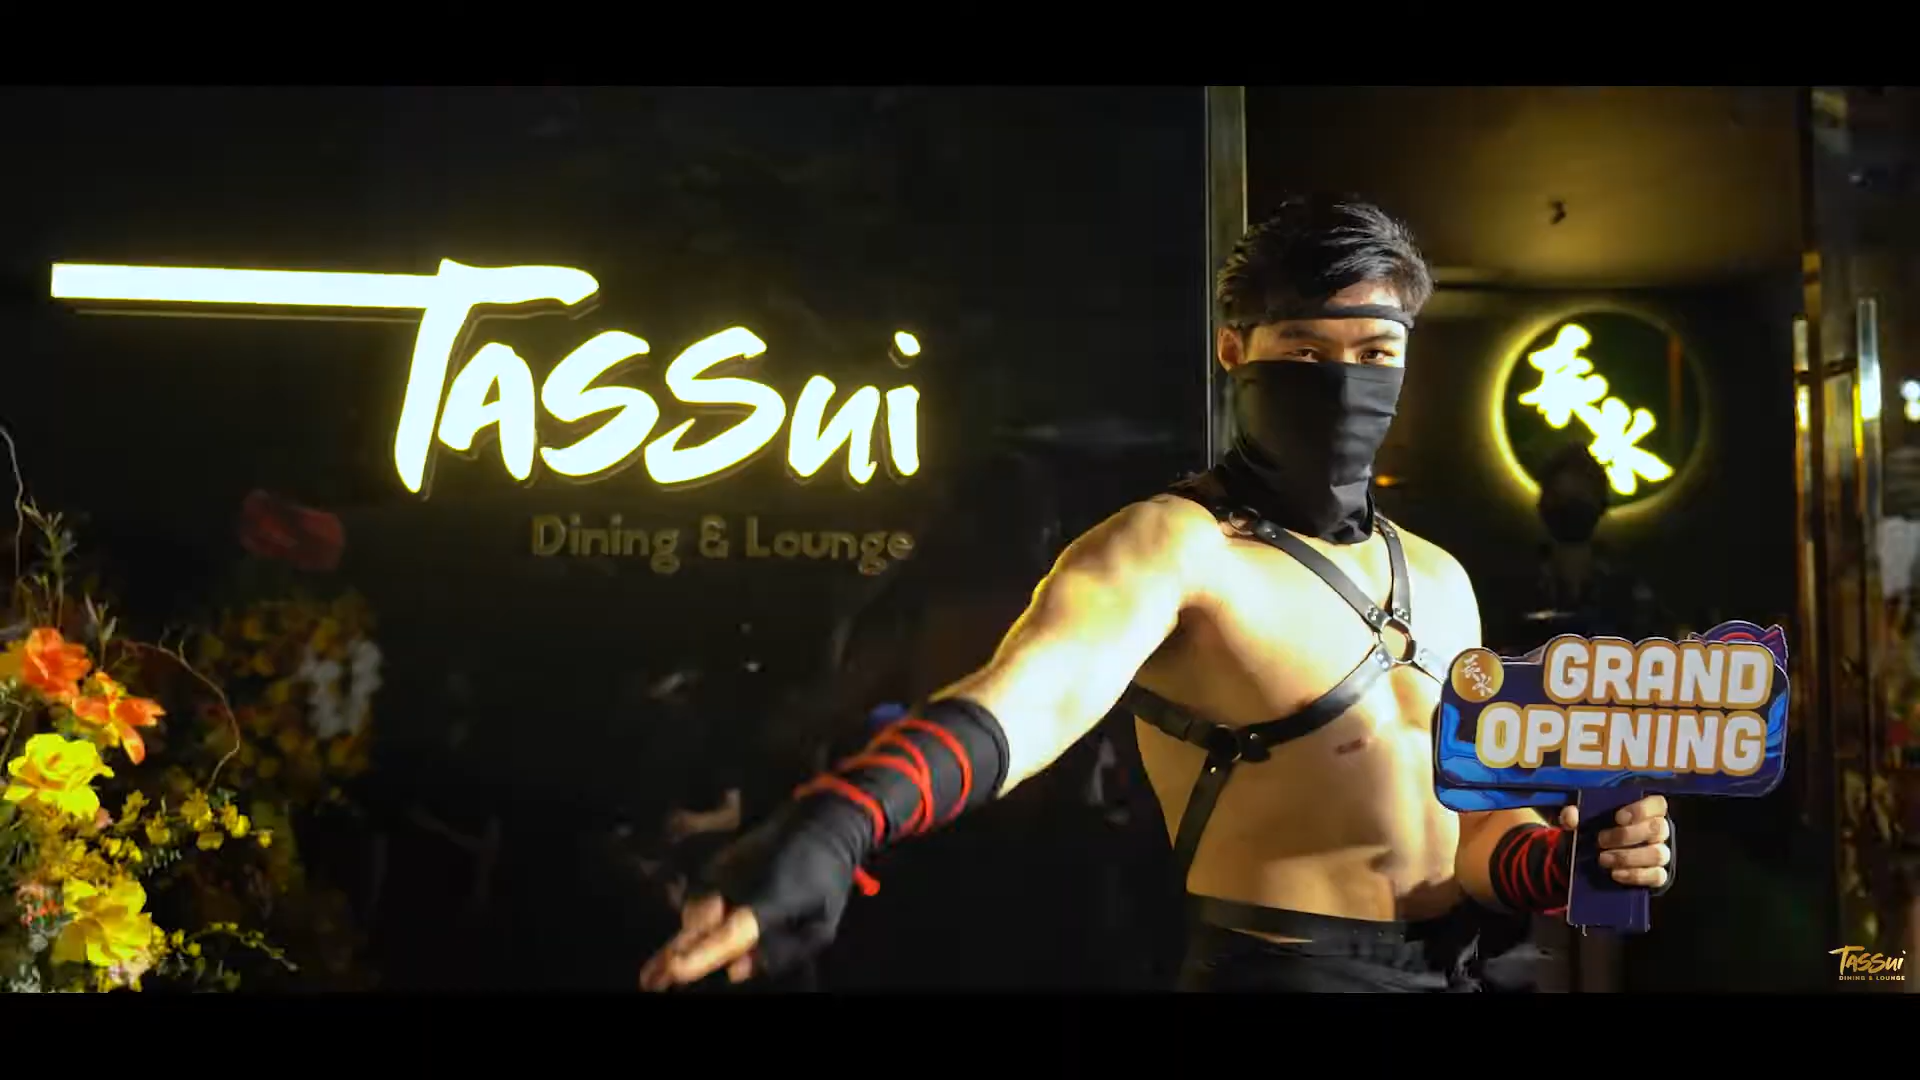 Tassui
Dining & Lounge
GRAND
OPENING
Tassui
DINING & LOUNGE